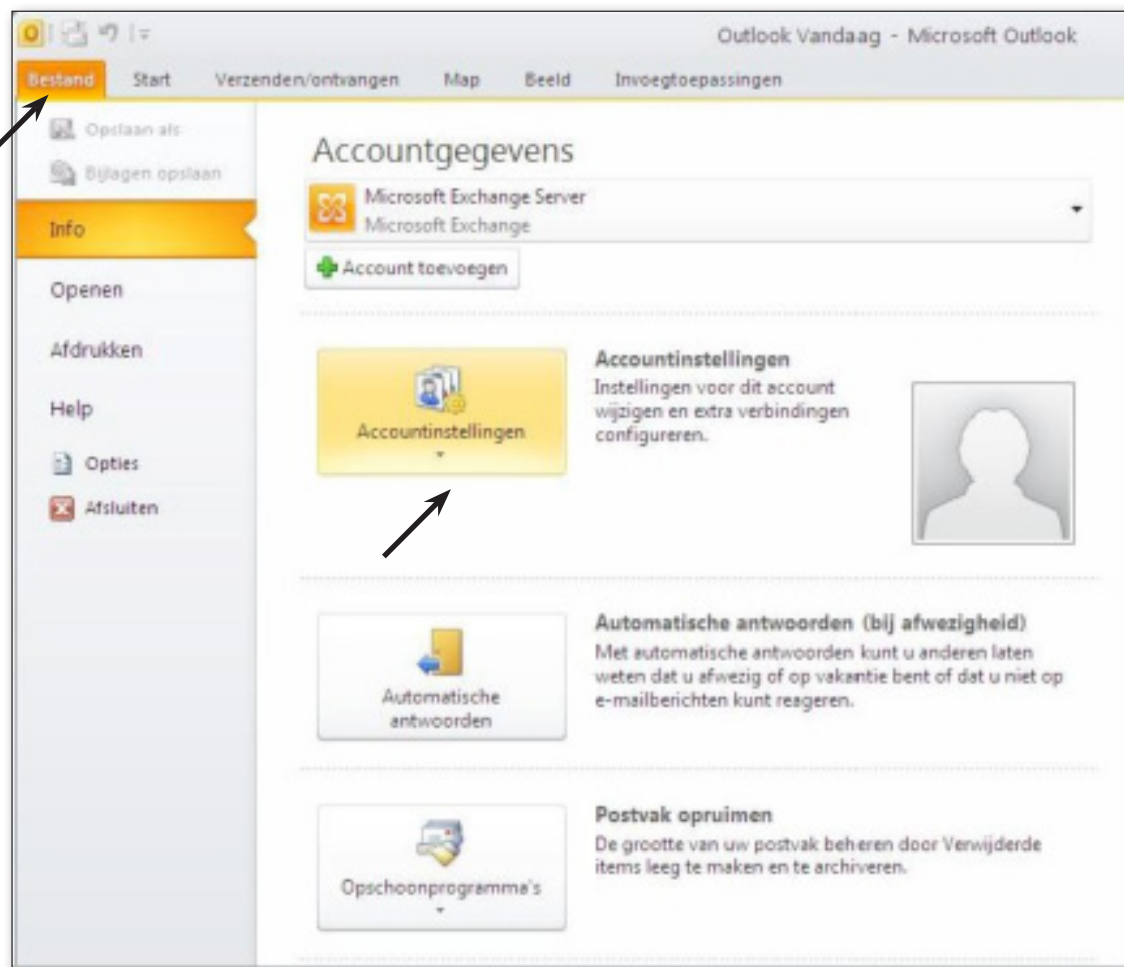 Outlook Vandaag - Microsoft Outlook
Bestand Start Verzenden/ontvangen Map Beeld Invoegtoepassingen
Opslaan als
Bijlagen opslaan
Info
Openen
Afdrukken
Help
Opties
Afsluiten
Accountgegevens
Microsoft Exchange Server
Microsoft Exchange
Account toevoegen
Accountinstellingen
Accountinstellingen
Instellingen voor dit account
wijzigen en extra verbindingen
configureren.
Automatische
antwoorden
Automatische antwoorden (bij afwezigheid)
Met automatische antwoorden kunt u anderen laten
weten dat u afwezig of op vakantie bent of dat u niet op
e-mailberichten kunt reageren.
Opschoonprogramma's
Postvak opruimen
De grootte van uw postvak beheren door Verwijderde
items leeg te maken en te archiveren.